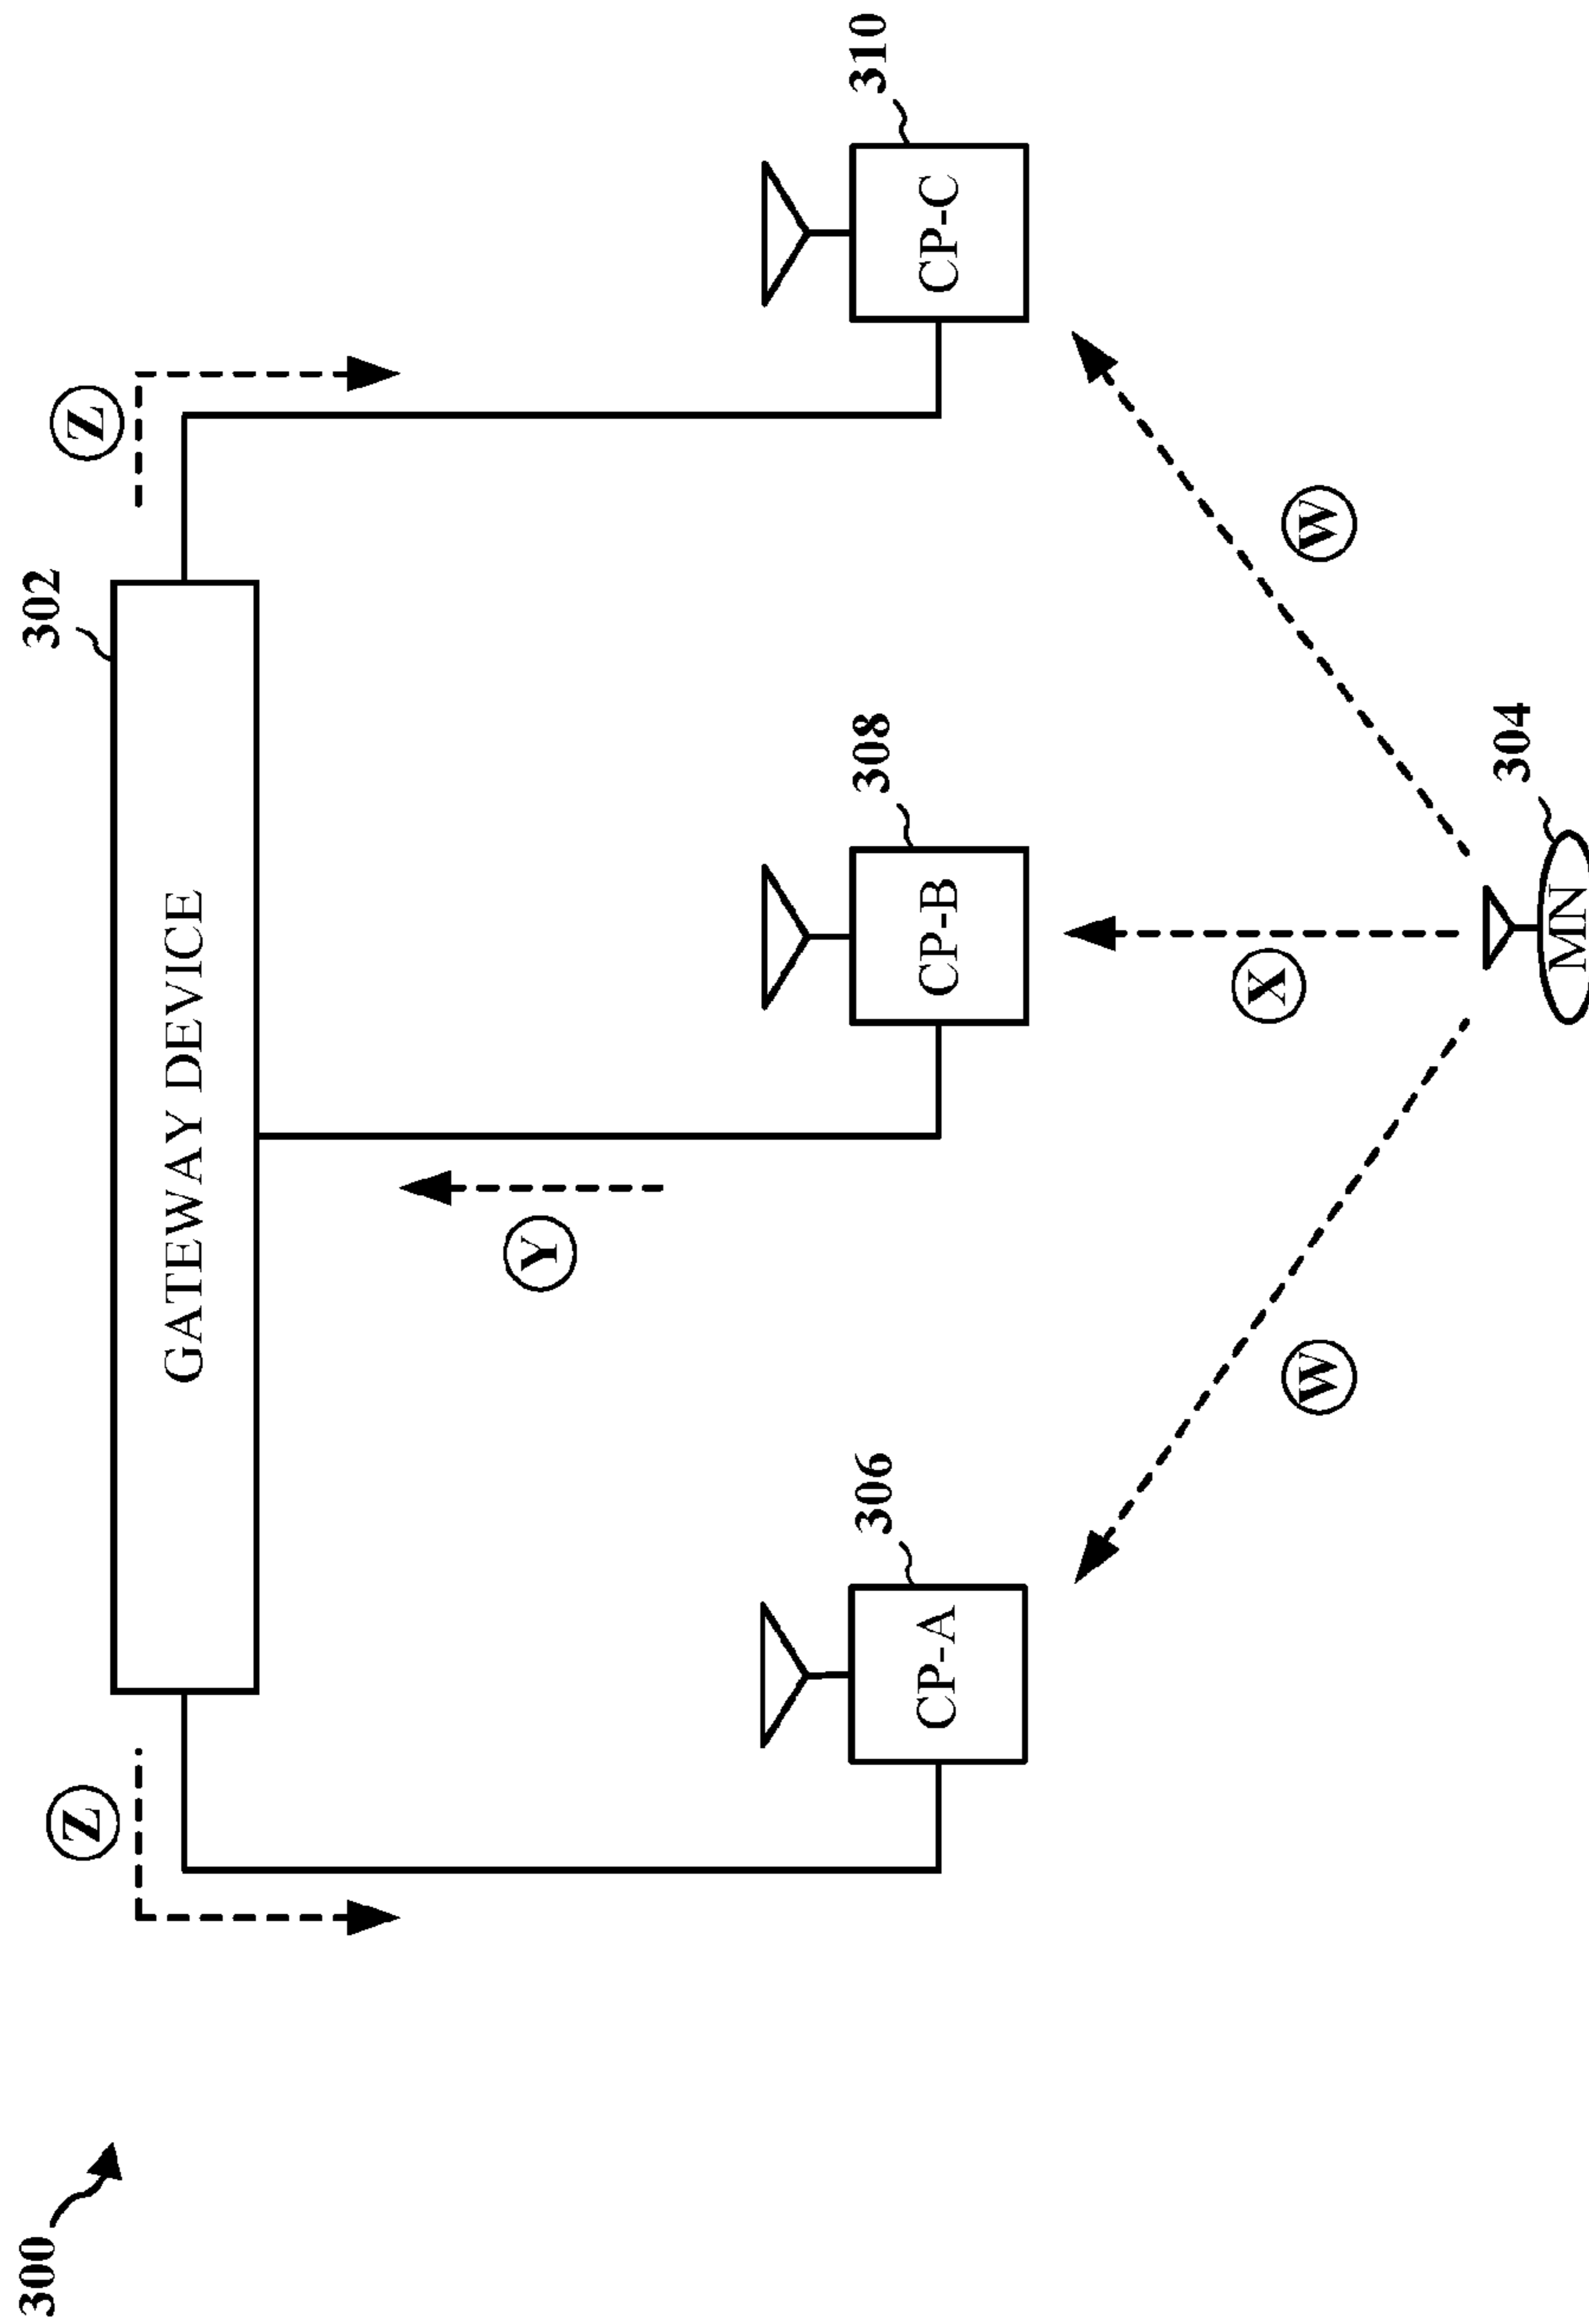 300
302
Z
Z
GATEWAY DEVICE
Y
306
308
310
CP-A
CP-B
CP-C
X
W
W
304
MN